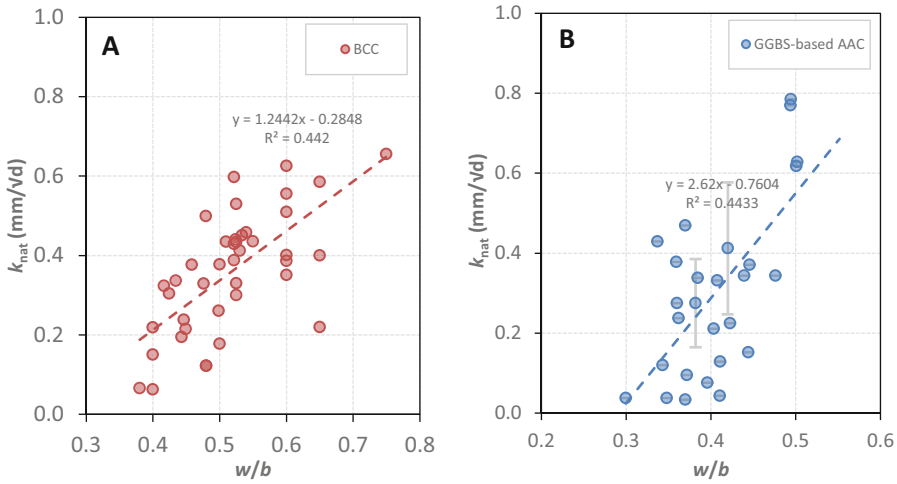 A
BCC
y = 1.2442x - 0.2848
R² = 0.442
1.0
0.8
0.6
0.4
0.2
0.0
0.3 0.4 0.5 0.6 0.7 0.8
w/b
k_nat (mm/√d)
B
GGBS-based AAC
y = 2.62x - 0.7604
R² = 0.4433
1.0
0.8
0.6
0.4
0.2
0.0
0.2 0.3 0.4 0.5 0.6
w/b
k_nat (mm/√d)